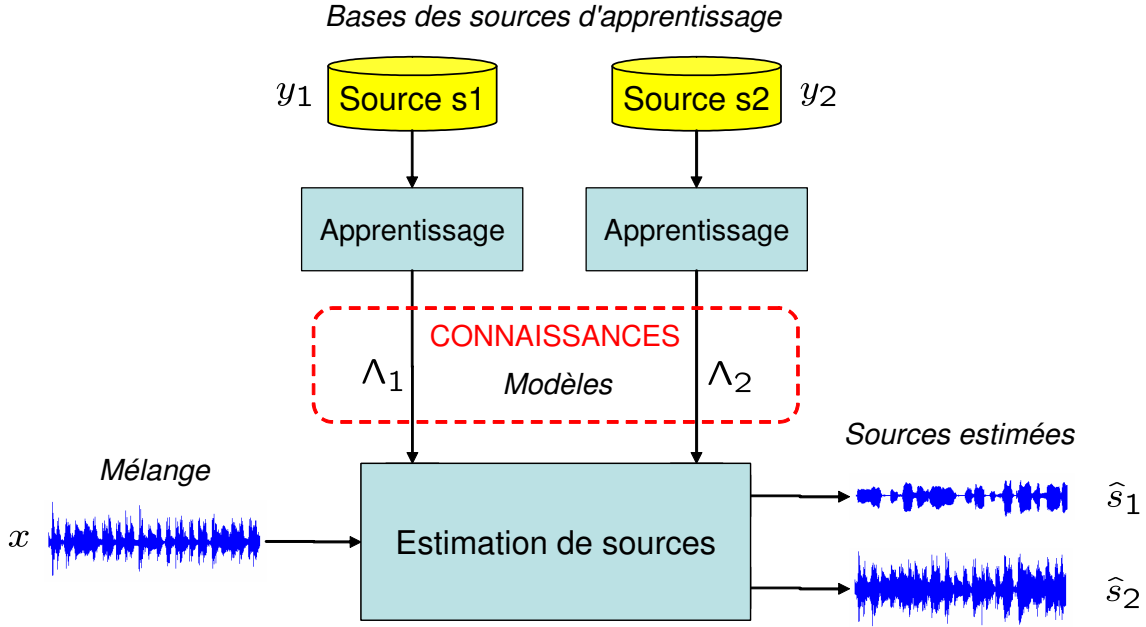 Bases des sources d'apprentissage
y₁ Source s1
Source s2 y₂
Apprentissage
Apprentissage
CONNAISSANCES
Λ₁ Modèles Λ₂
Sources estimées
Mélange
x
Estimation de sources
ŝ₁
ŝ₂